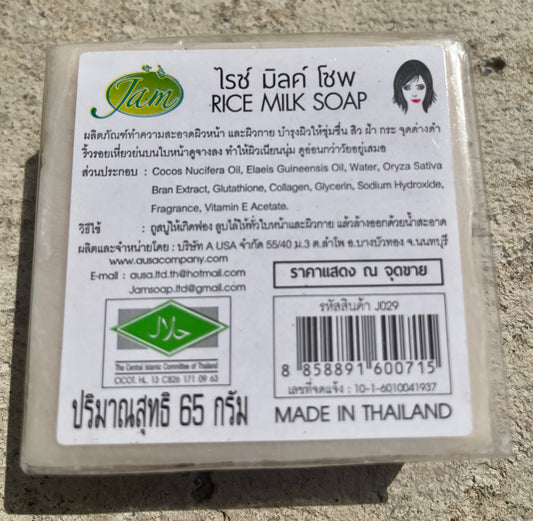 Jam
ไรซ์ มิลค์ โซพ
RICE MILK SOAP
ผลิตภัณฑ์ทำความสะอาดผิวหน้า และผิวกาย บำรุงผิวให้ชุ่มชื่น สิว ฝ้า กระ จุดด่างดำ
ริ้วรอยเหี่ยวย่นบนใบหน้าดูจางลง ทำให้ผิวเนียนนุ่ม ดูอ่อนกว่าวัยอยู่เสมอ
ส่วนประกอบ : Cocos Nucifera Oil, Elaeis Guineensis Oil, Water, Oryza Sativa
Bran Extract, Glutathione, Collagen, Glycerin, Sodium Hydroxide,
Fragrance, Vitamin E Acetate.
วิธีใช้ : ถูสบู่ให้เกิดฟอง ลูบไล้ให้ทั่วใบหน้าและผิวกาย แล้วล้างออกด้วยน้ำสะอาด
ผลิตและจำหน่ายโดย : บริษัท A USA จำกัด 55/40 ม.3 ต.ลำโพ อ.บางบัวทอง จ.นนทบุรี
www.ausacompany.com
E-mail : ausa.ltd.th@hotmail.com
Jamsoap.ltd@gmail.com
ราคาแสดง ณ จุดขาย
حلال
The Central Islamic Committee of Thailand
CICOT. HL. 13 C826 171 09 63
รหัสสินค้า J029
8 858891 600715
เลขที่จดแจ้ง : 10-1-6010041937
ปริมาณสุทธิ 65 กรัม
MADE IN THAILAND